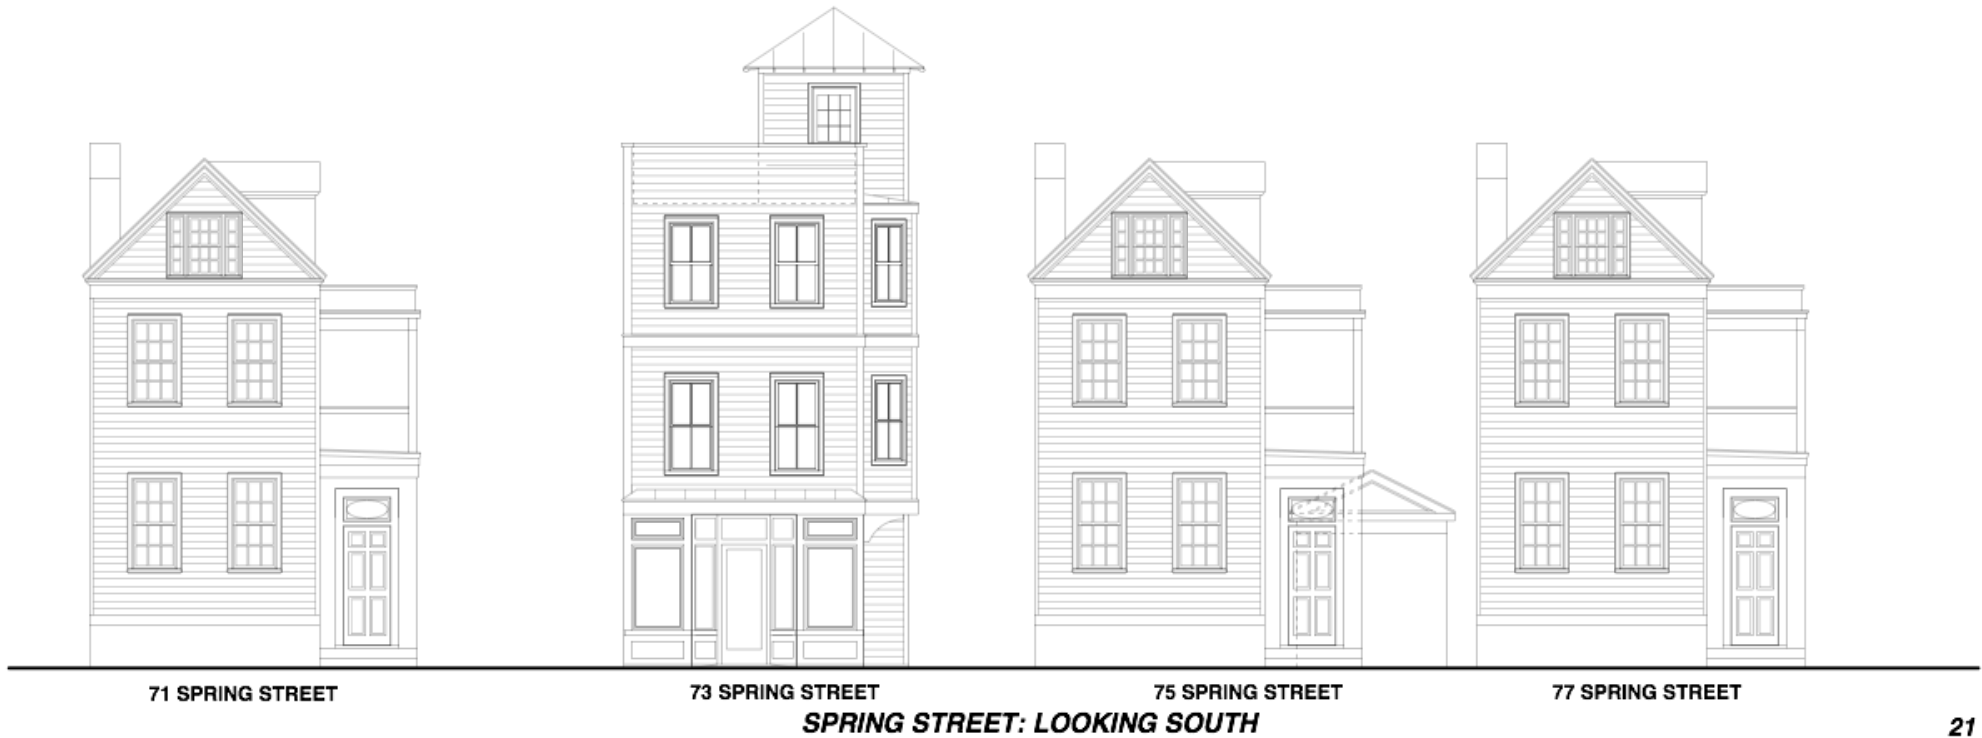 71 SPRING STREET
73 SPRING STREET
75 SPRING STREET
77 SPRING STREET
SPRING STREET: LOOKING SOUTH
21